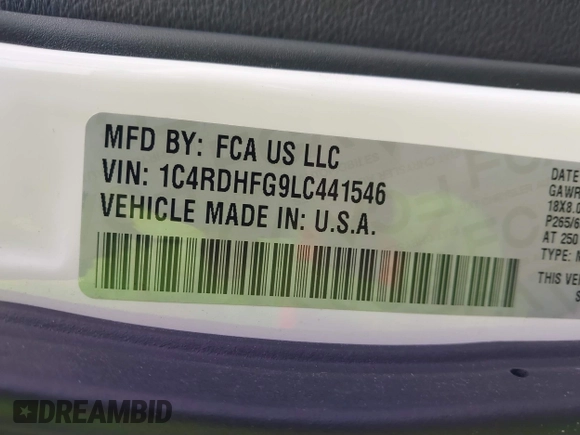 MFD BY: FCA US LLC
VIN: 1C4RDHFG9LC441546
VEHICLE MADE IN: U.S.A.
DATE
GAWR
18X8.0
P265/6
AT 250
TYPE: M
THIS VE
S
DREAMBID